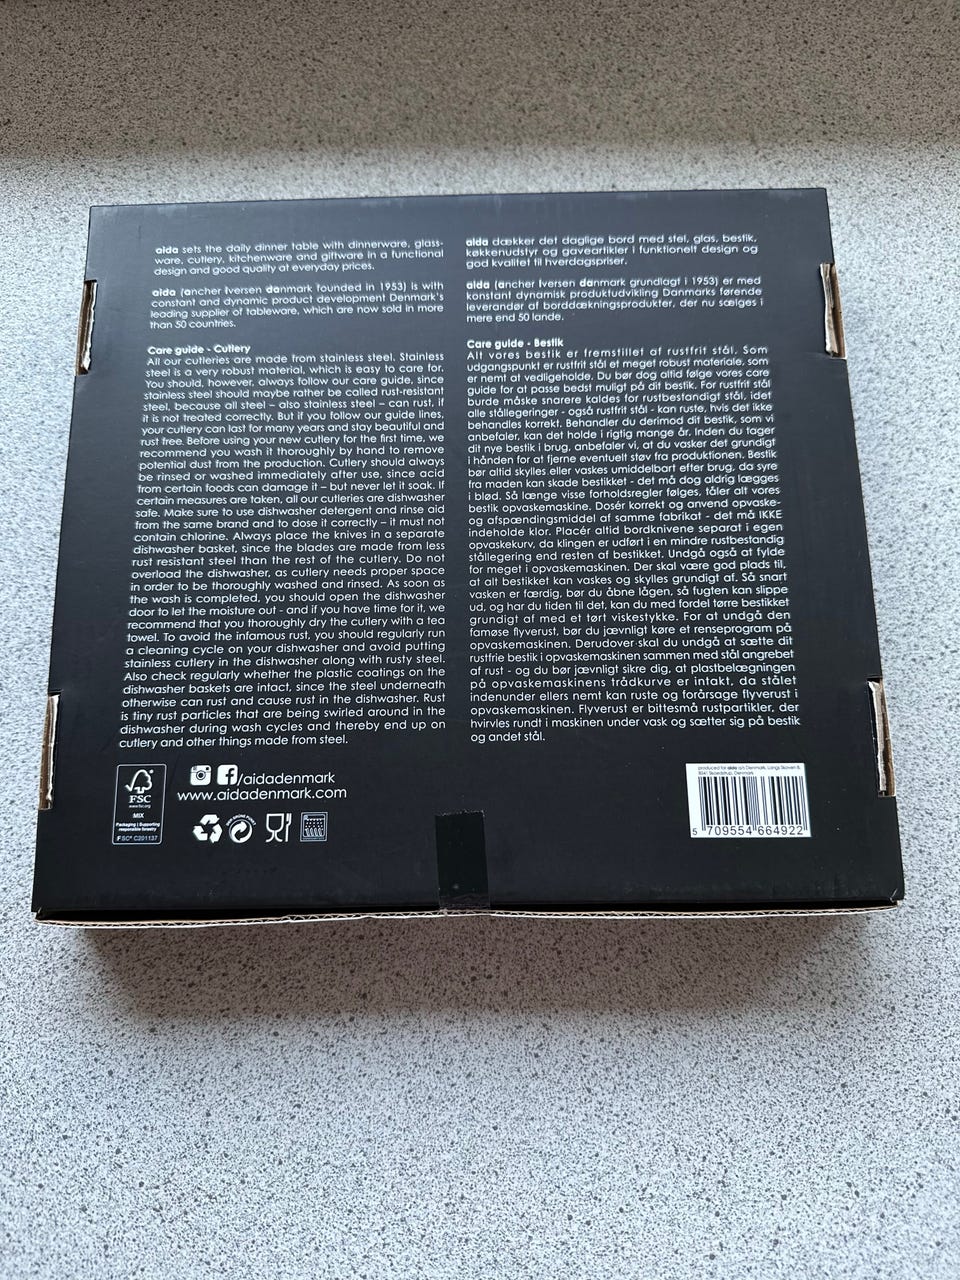 aida sets the daily dinner table with dinnerware, glass-
ware, cutlery, kitchenware and giftware in a functional
design and good quality at everyday prices.
aida (ancher iversen danmark founded in 1953) is with
constant and dynamic product development Denmark's
leading supplier of tableware, which are now sold in more
than 50 countries.
Care guide - Cutlery
All our cutleries are made from stainless steel. Stainless
steel is a very robust material, which is easy to care for.
You should, however, always follow our care guide, since
stainless steel should maybe rather be called rust-resistant
steel, because all steel – also stainless steel – can rust, if
it is not treated correctly. But if you follow our guide lines,
your cutlery can last for many years and stay beautiful and
rust free. Before using your new cutlery for the first time, we
recommend you wash it thoroughly by hand to remove
potential dust from the production. Cutlery should always
be rinsed or washed immediately after use, since acid
from certain foods can damage it – but never let it soak. If
certain measures are taken, all our cutleries are dishwasher
safe. Make sure to use dishwasher detergent and rinse aid
from the same brand and to dose it correctly – it must not
contain chlorine. Always place the knives in a separate
dishwasher basket, since the blades are made from less
rust resistant steel than the rest of the cutlery. Do not
overload the dishwasher, as cutlery needs proper space
in order to be thoroughly washed and rinsed. As soon as
the wash is completed, you should open the dishwasher
door to let the moisture out - and if you have time for it, we
recommend that you thoroughly dry the cutlery with a tea
towel. To avoid the infamous rust, you should regularly run
a cleaning cycle on your dishwasher and avoid putting
stainless cutlery in the dishwasher along with rusty steel.
Also check regularly whether the plastic coatings on the
dishwasher baskets are intact, since the steel underneath
otherwise can rust and cause rust in the dishwasher. Rust
is tiny rust particles that are being swirled around in the
dishwasher during wash cycles and thereby end up on
cutlery and other things made from steel.
aida dækker det daglige bord med stel, glas, bestik,
køkkenudstyr og gaveartikler i funktionelt design og
god kvalitet til hverdagspriser.
aida (ancher iversen danmark grundlagt i 1953) er med
konstant dynamisk produktudvikling Danmarks førende
leverandør af borddækningsprodukter, der nu sælges i
mere end 50 lande.
Care guide - Bestik
Alt vores bestik er fremstillet af rustfrit stål. Som
udgangspunkt er rustfrit stål et meget robust materiale, som
er nemt at vedligeholde. Du bør dog altid følge vores care
guide for at passe bedst muligt på dit bestik. For rustfrit stål
burde måske snarere kaldes for rustbestandigt stål, idet
alle stållegeringer - også rustfrit stål - kan ruste, hvis det ikke
behandles korrekt. Behandler du derimod dit bestik, som vi
anbefaler, kan det holde i rigtig mange år. Inden du tager
dit nye bestik i brug, anbefaler vi, at du vasker det grundigt
i hånden for at fjerne eventuelt støv fra produktionen. Bestik
bør altid skylles eller vaskes umiddelbart efter brug, da syre
fra maden kan skade bestikket - det må dog aldrig lægges
i blød. Så længe visse forholdsregler følges, tåler alt vores
bestik opvaskemaskine. Dosér korrekt og anvend opvaske-
og afspændingsmiddel af samme fabrikat - det må IKKE
indeholde klor. Placér altid bordknivene separat i egen
opvaskekurv, da klingen er udført i en mindre rustbestandig
stållegering end resten af bestikket. Undgå også at fylde
for meget i opvaskemaskinen. Der skal være god plads til,
at alt bestikket kan vaskes og skylles grundigt af. Så snart
vasken er færdig, bør du åbne lågen, så fugten kan slippe
ud, og har du tiden til det, kan du med fordel tørre bestikket
grundigt af med et tørt viskestykke. For at undgå den
famøse flyverust, bør du jævnligt køre et renseprogram på
opvaskemaskinen. Derudover skal du undgå at sætte dit
rustfrie bestik i opvaskemaskinen sammen med stål angrebet
af rust - og du bør jævnligt sikre dig, at plastbelægningen
på opvaskemaskinens trådkurve er intakt, da stålet
indenunder ellers nemt kan ruste og forårsage flyverust i
opvaskemaskinen. Flyverust er bittesmå rustpartikler, der
hvirvles rundt i maskinen under vask og sætter sig på bestik
og andet stål.
FSC
www.fsc.org
MIX
Packaging | Supporting
responsible forestry
FSC® C201137
/aidadenmark
www.aidadenmark.com
produced for aida a/s Denmark, Langs Skoven 8,
8541 Skødstrup, Denmark
5 709554 664922